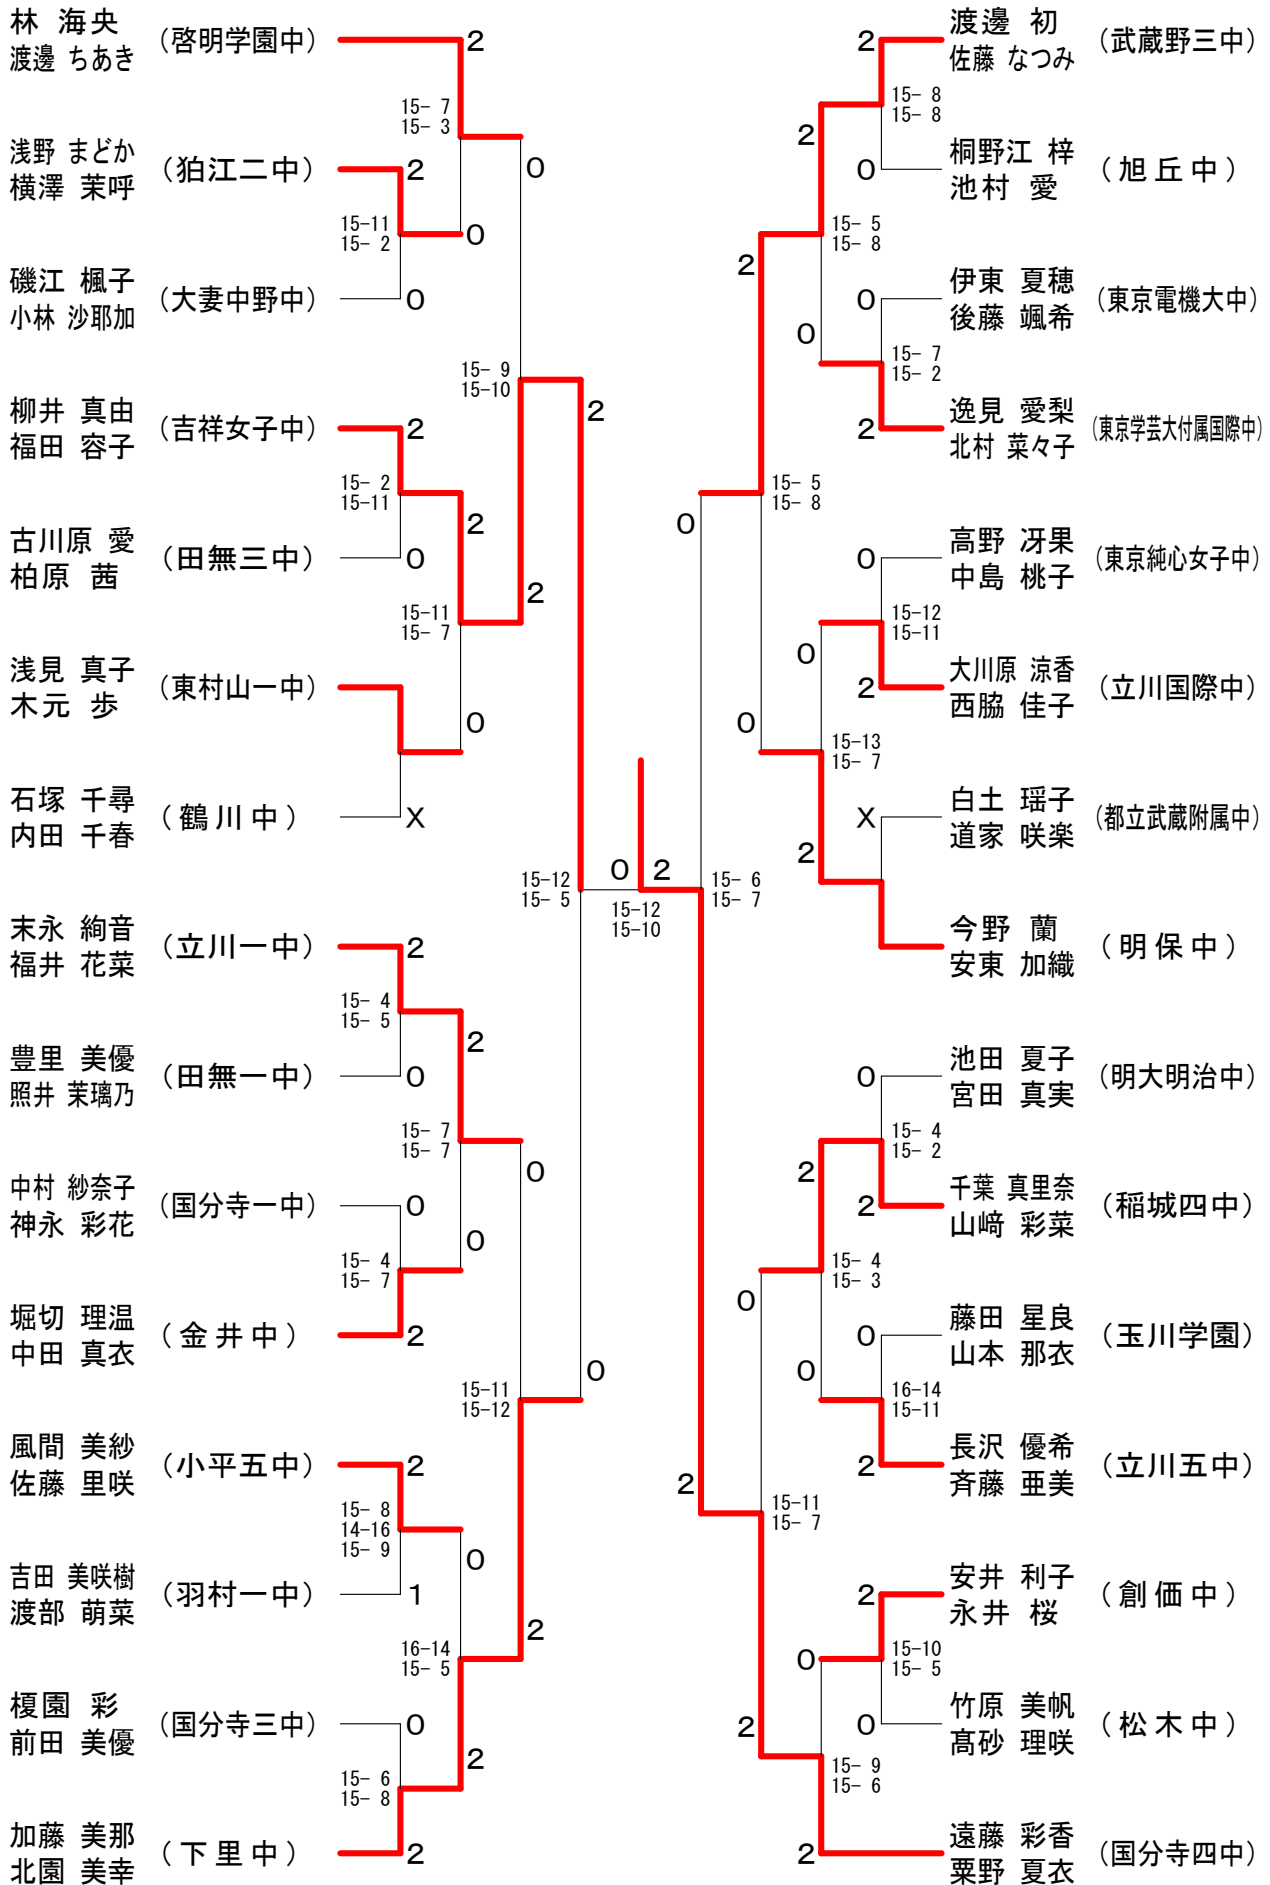 林 海央
渡邊 ちあき
(啓明学園中)
2
15- 7
15- 3
0
浅野 まどか
横澤 茉呼
(狛江二中)
2
15-11
15- 2
0
磯江 楓子
小林 沙耶加
(大妻中野中)
0
15- 9
15-10
2
柳井 真由
福田 容子
(吉祥女子中)
2
15- 2
15-11
2
古川原 愛
柏原 茜
(田無三中)
0
15-11
15- 7
2
浅見 真子
木元 歩
(東村山一中)
0
石塚 千尋
内田 千春
(鶴川中)
X
15-12
15- 5
0
2
15-12
15-10
末永 絢音
福井 花菜
(立川一中)
2
15- 4
15- 5
2
豊里 美優
照井 茉璃乃
(田無一中)
0
15- 7
15- 7
0
中村 紗奈子
神永 彩花
(国分寺一中)
0
15- 4
15- 7
0
堀切 理温
中田 真衣
(金井中)
2
15-11
15-12
0
風間 美紗
佐藤 里咲
(小平五中)
2
15- 8
14-16
15- 9
0
吉田 美咲樹
渡部 萌菜
(羽村一中)
1
16-14
15- 5
2
榎園 彩
前田 美優
(国分寺三中)
0
15- 6
15- 8
2
加藤 美那
北園 美幸
(下里中)
2
2
渡邊 初
佐藤 なつみ
(武蔵野三中)
15- 8
15- 8
2
0
桐野江 梓
池村 愛
(旭丘中)
15- 5
15- 8
2
0
伊東 夏穂
後藤 颯希
(東京電機大中)
0
15- 7
15- 2
2
逸見 愛梨
北村 菜々子
(東京学芸大付属国際中)
15- 5
15- 8
0
0
高野 冴果
中島 桃子
(東京純心女子中)
15-12
15-11
0
2
大川原 涼香
西脇 佳子
(立川国際中)
0
15-13
15- 7
X
白土 瑶子
道家 咲楽
(都立武蔵附属中)
2
15- 6
15- 7
今野 蘭
安東 加織
(明保中)
0
池田 夏子
宮田 真実
(明大明治中)
15- 4
15- 2
2
2
千葉 真里奈
山﨑 彩菜
(稲城四中)
15- 4
15- 3
0
0
藤田 星良
山本 那衣
(玉川学園)
0
16-14
15-11
2
長沢 優希
斉藤 亜美
(立川五中)
2
15-11
15- 7
2
安井 利子
永井 桜
(創価中)
0
15-10
15- 5
0
竹原 美帆
髙砂 理咲
(松木中)
2
15- 9
15- 6
2
遠藤 彩香
粟野 夏衣
(国分寺四中)